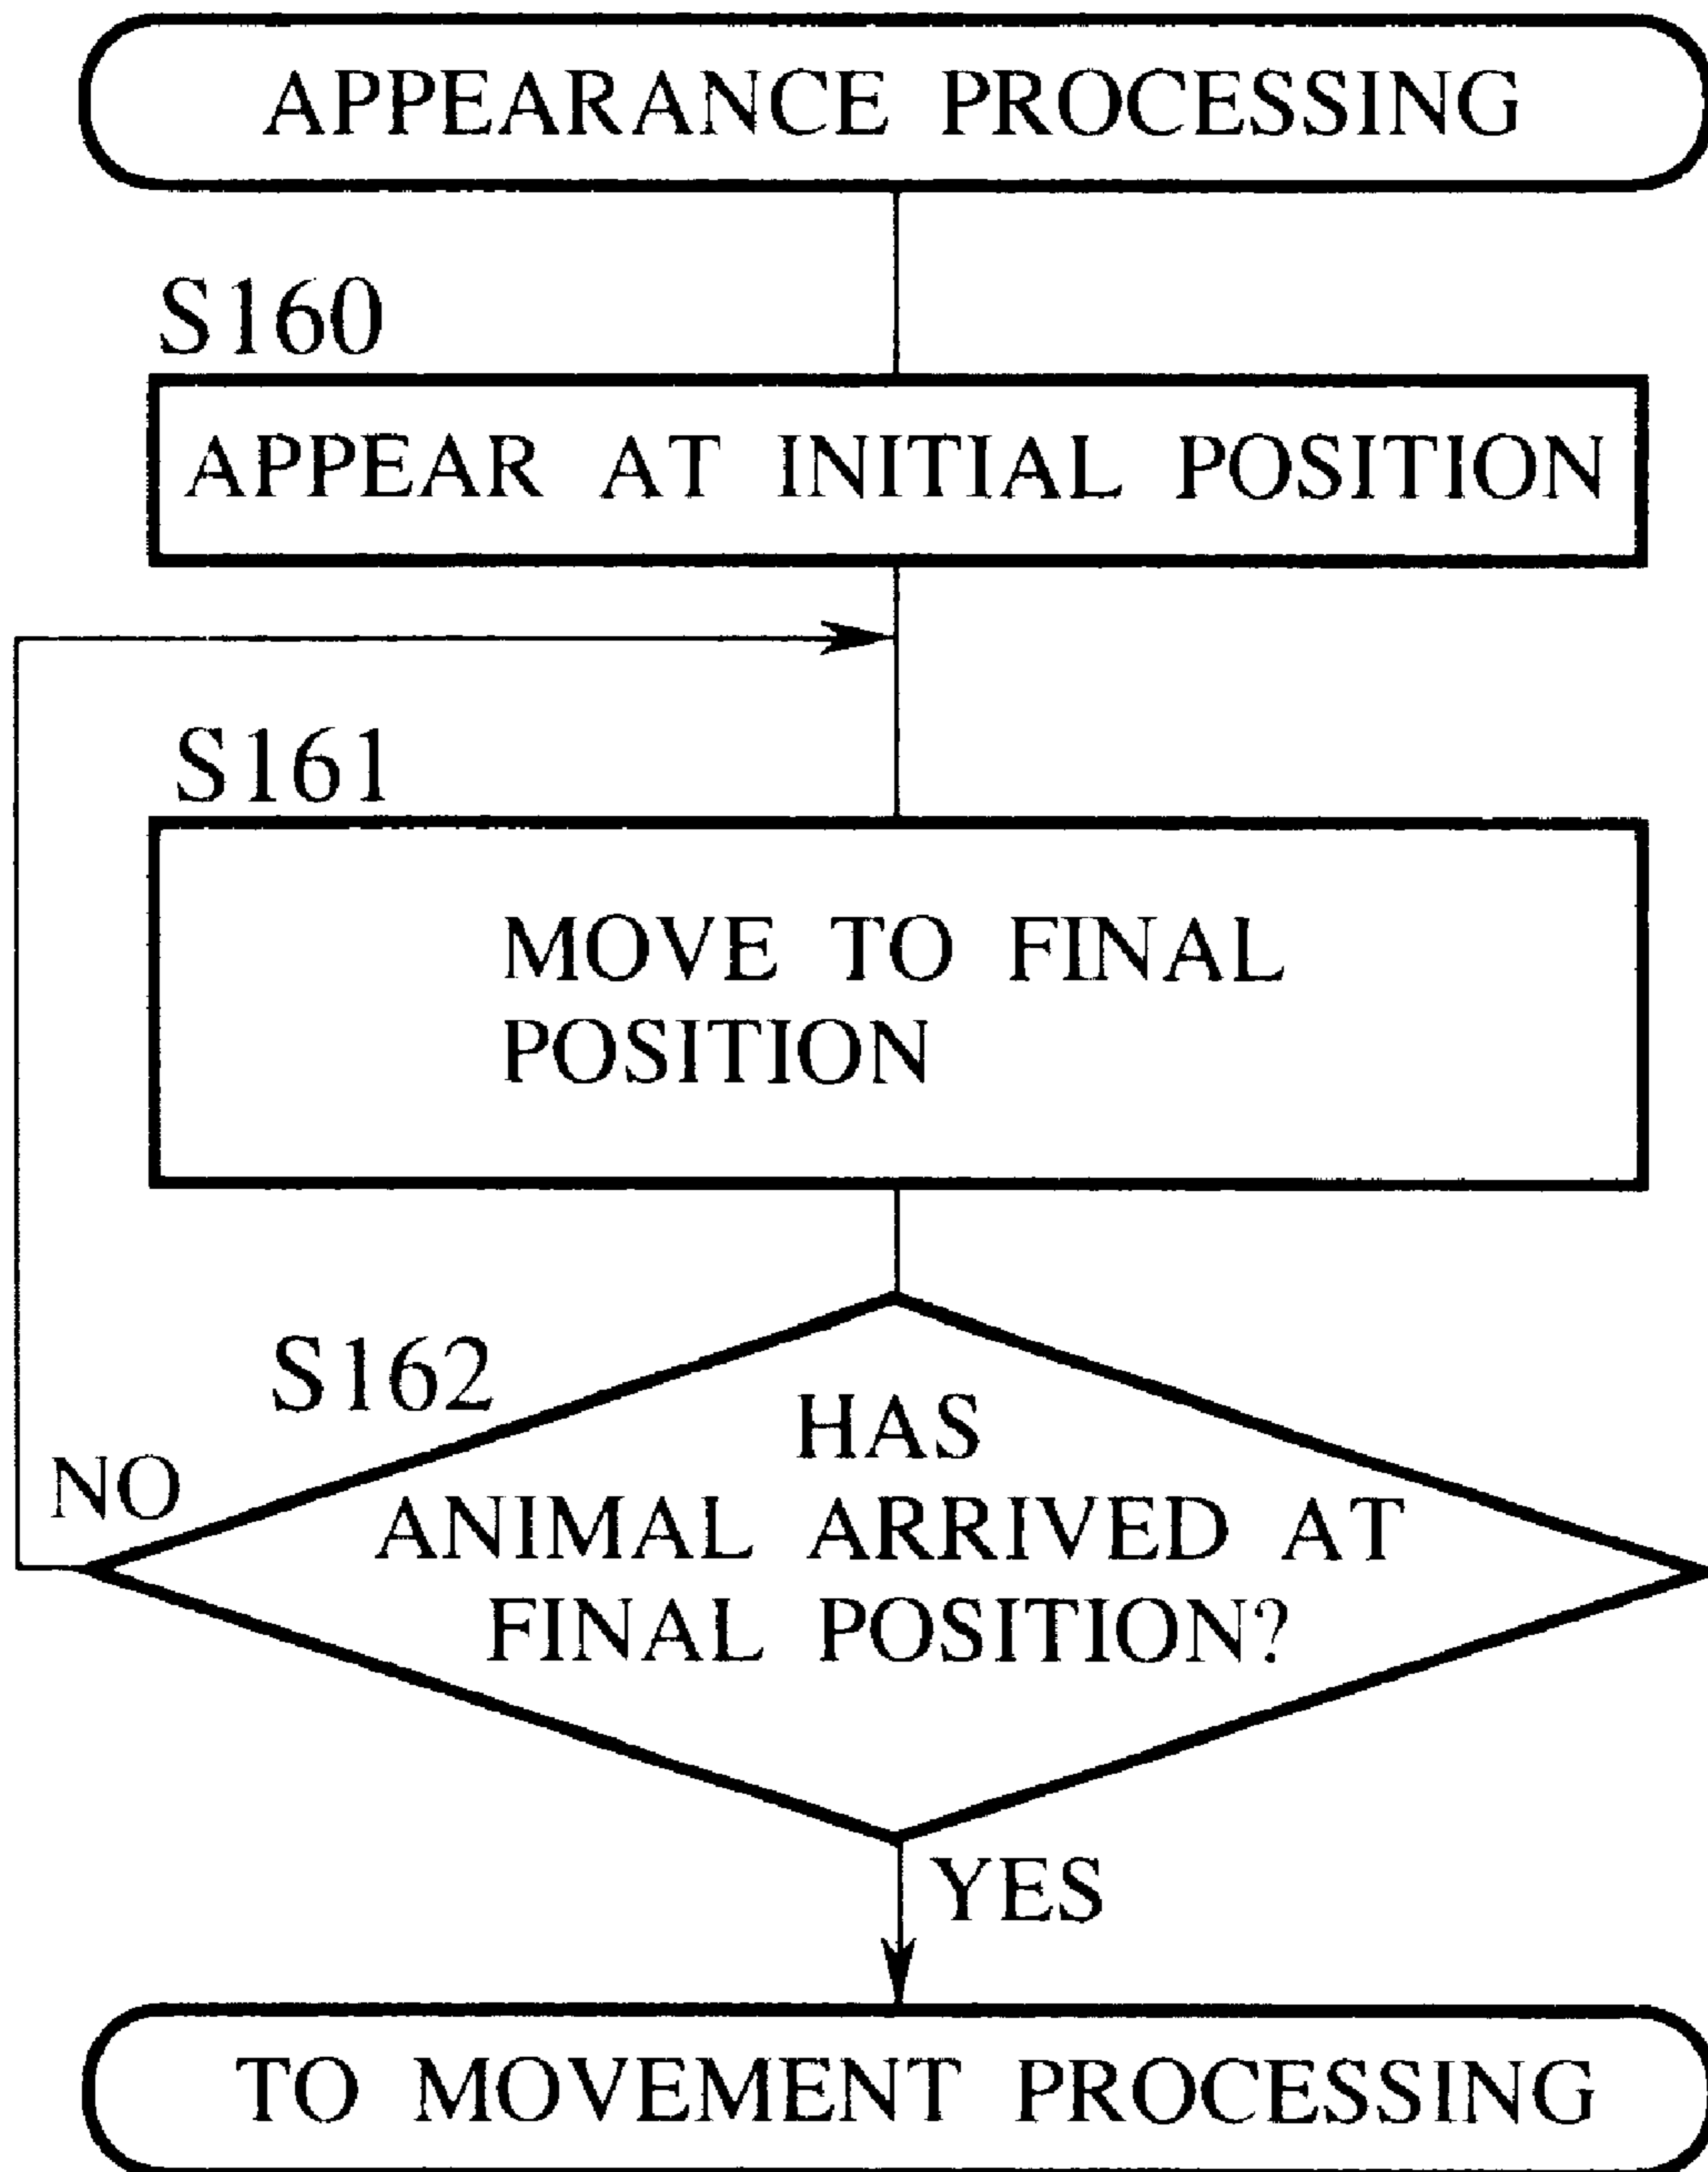 APPEARANCE PROCESSING
S160
APPEAR AT INITIAL POSITION
S161
MOVE TO FINAL
POSITION
S162
HAS
ANIMAL ARRIVED AT
FINAL POSITION?
NO
YES
TO MOVEMENT PROCESSING